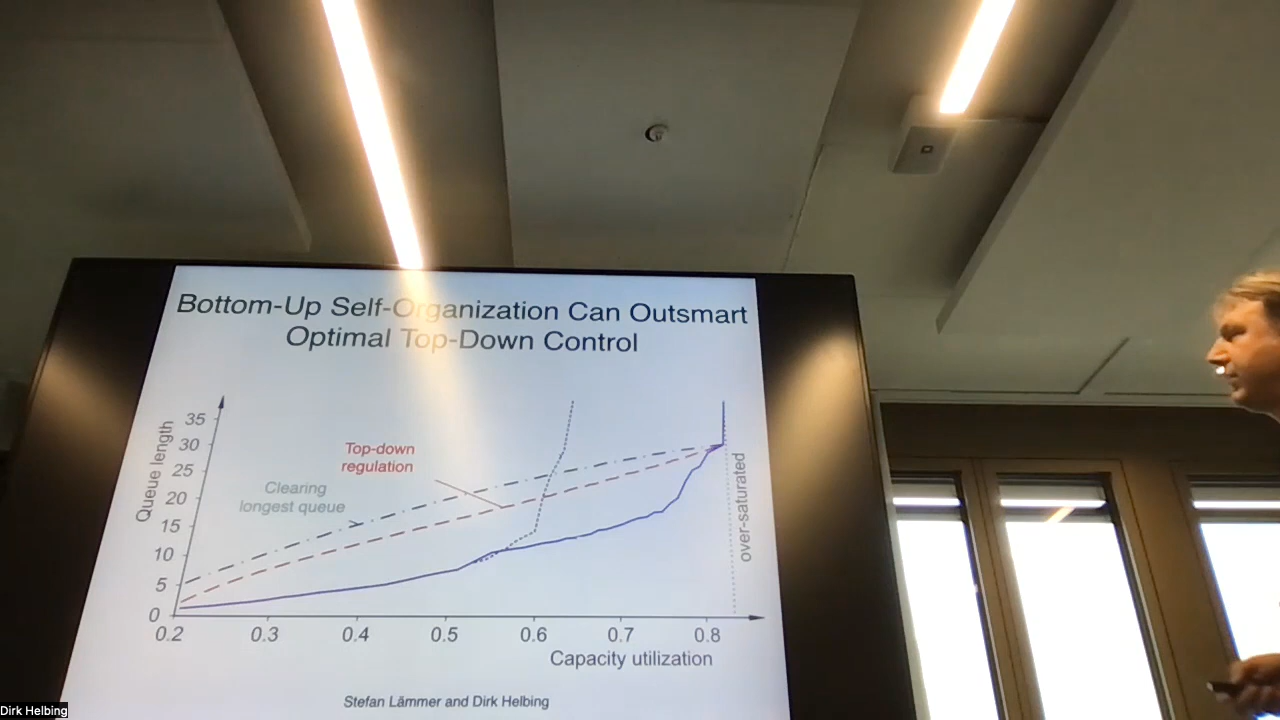 Bottom-Up Self-Organization Can Outsmart
Optimal Top-Down Control
Queue length
35
30
25
20
15
10
5
0
Top-down
regulation
Clearing
longest queue
over-saturated
0.2 0.3 0.4 0.5 0.6 0.7 0.8
Capacity utilization
Stefan Lämmer and Dirk Helbing
Dirk Helbing